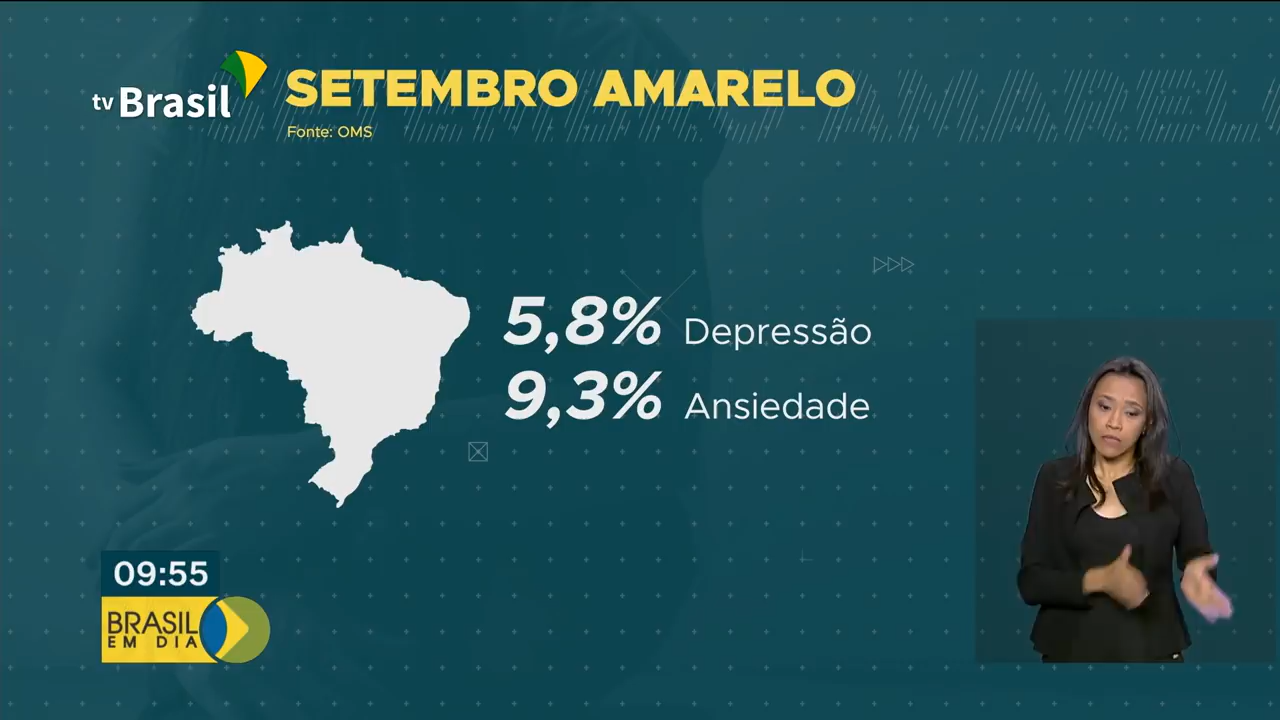 tv Brasil
SETEMBRO AMARELO
Fonte: OMS
5,8% Depressão
9,3% Ansiedade
09:55
BRASIL
EM DIA